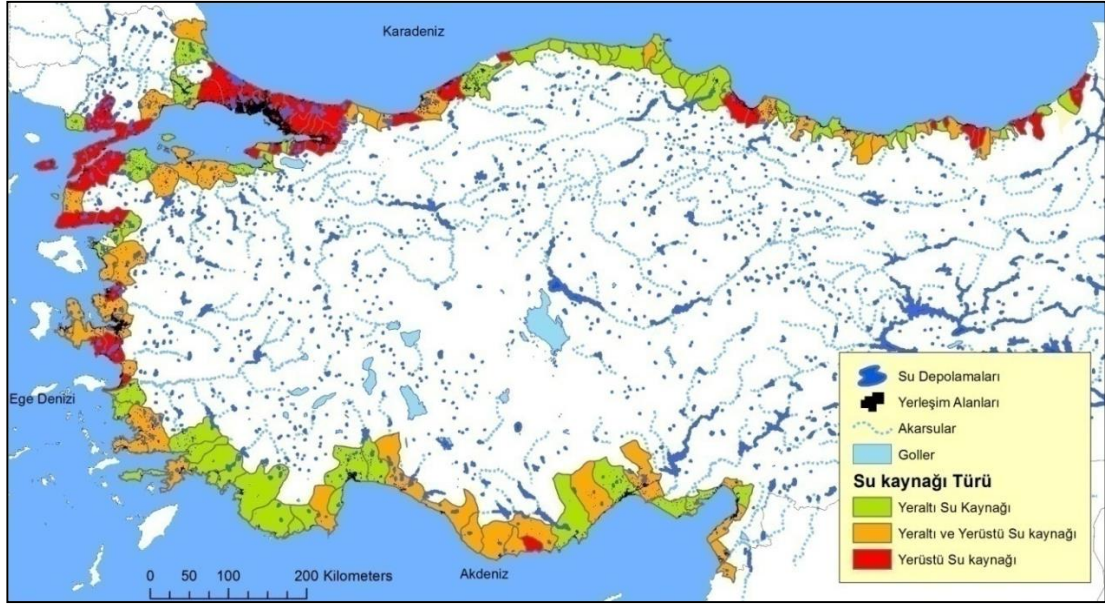 Karadeniz
Ege Denizi
Akdeniz
0 50 100 200 Kilometers
Su Depolamaları
Yerleşim Alanları
Akarsular
Goller
Su kaynağı Türü
Yeraltı Su Kaynağı
Yeraltı ve Yerüstü Su kaynağı
Yerüstü Su kaynağı